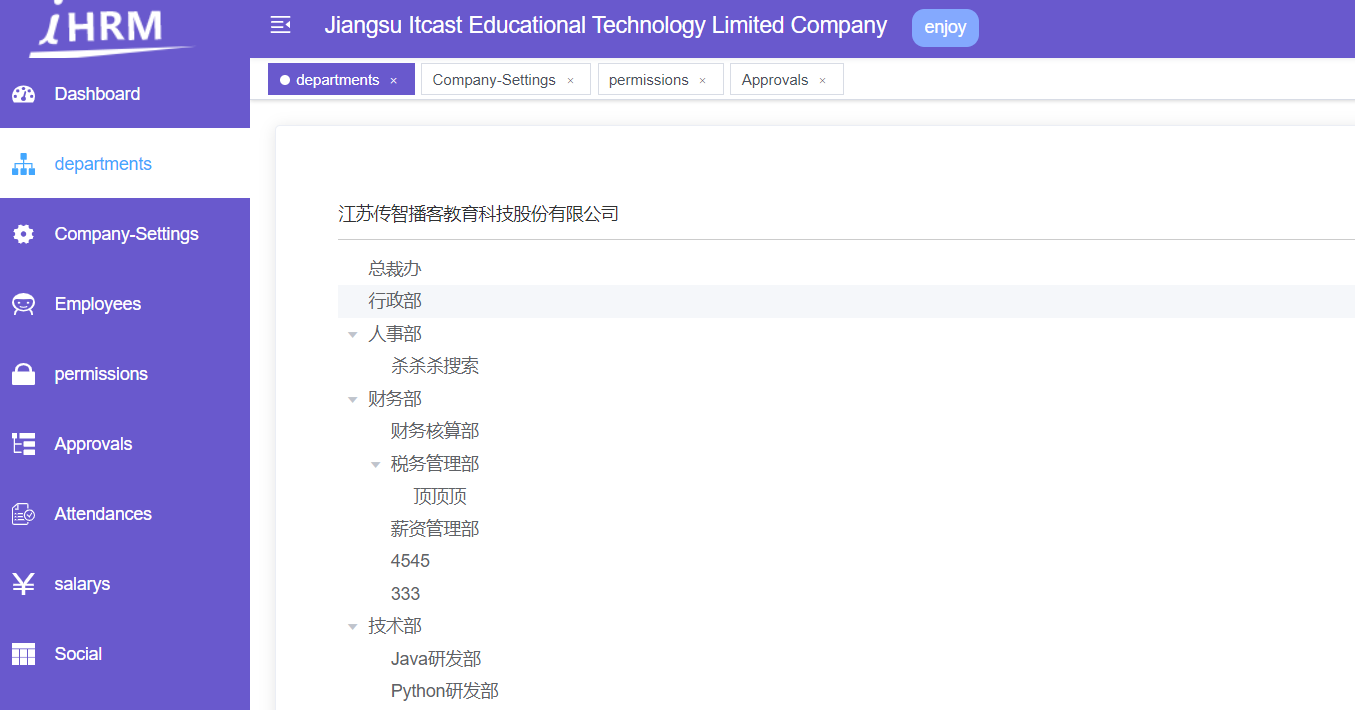 iHRM
Jiangsu Itcast Educational Technology Limited Company enjoy
departments × Company-Settings × permissions × Approvals ×
Dashboard
departments
Company-Settings
Employees
permissions
Approvals
Attendances
salarys
Social
江苏传智播客教育科技股份有限公司
总裁办
行政部
人事部
杀杀杀搜索
财务部
财务核算部
税务管理部
顶顶顶
薪资管理部
4545
333
技术部
Java研发部
Python研发部